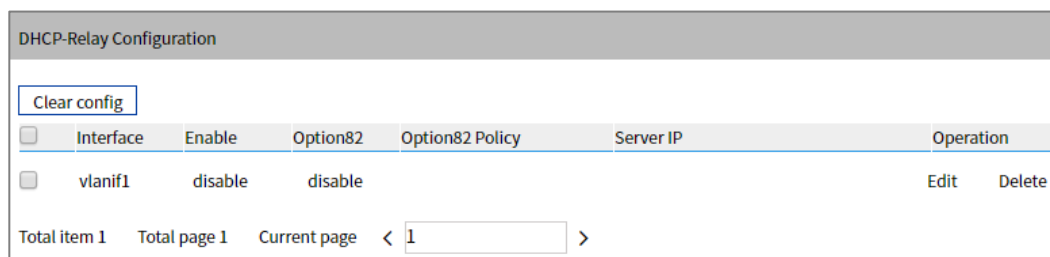 DHCP-Relay Configuration
Clear config
Interface Enable Option82 Option82 Policy Server IP Operation
vlanif1 disable disable Edit Delete
Total item 1 Total page 1 Current page < 1 >